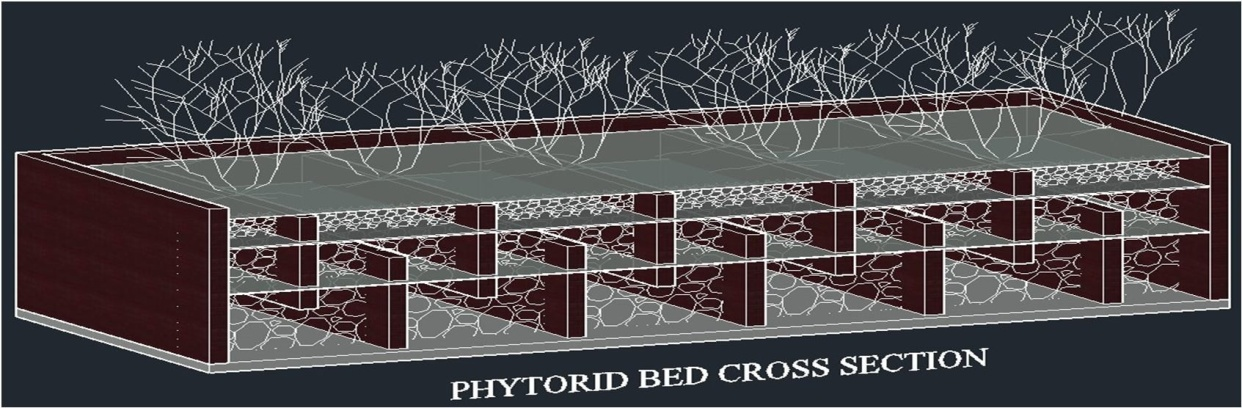 PHYTORID BED CROSS SECTION